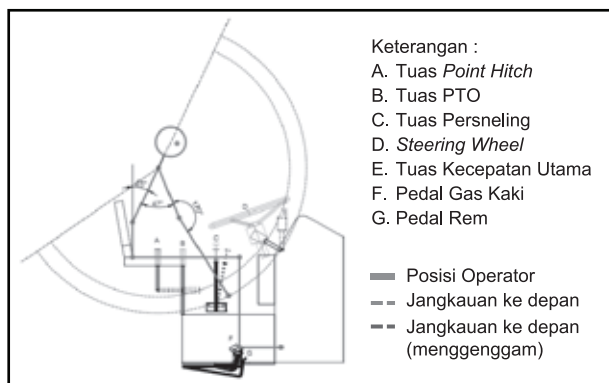 Keterangan :
A. Tuas Point Hitch
B. Tuas PTO
C. Tuas Persneling
D. Steering Wheel
E. Tuas Kecepatan Utama
F. Pedal Gas Kaki
G. Pedal Rem
Posisi Operator
Jangkauan ke depan
Jangkauan ke depan
(menggenggam)
A
B
C
D
F
G